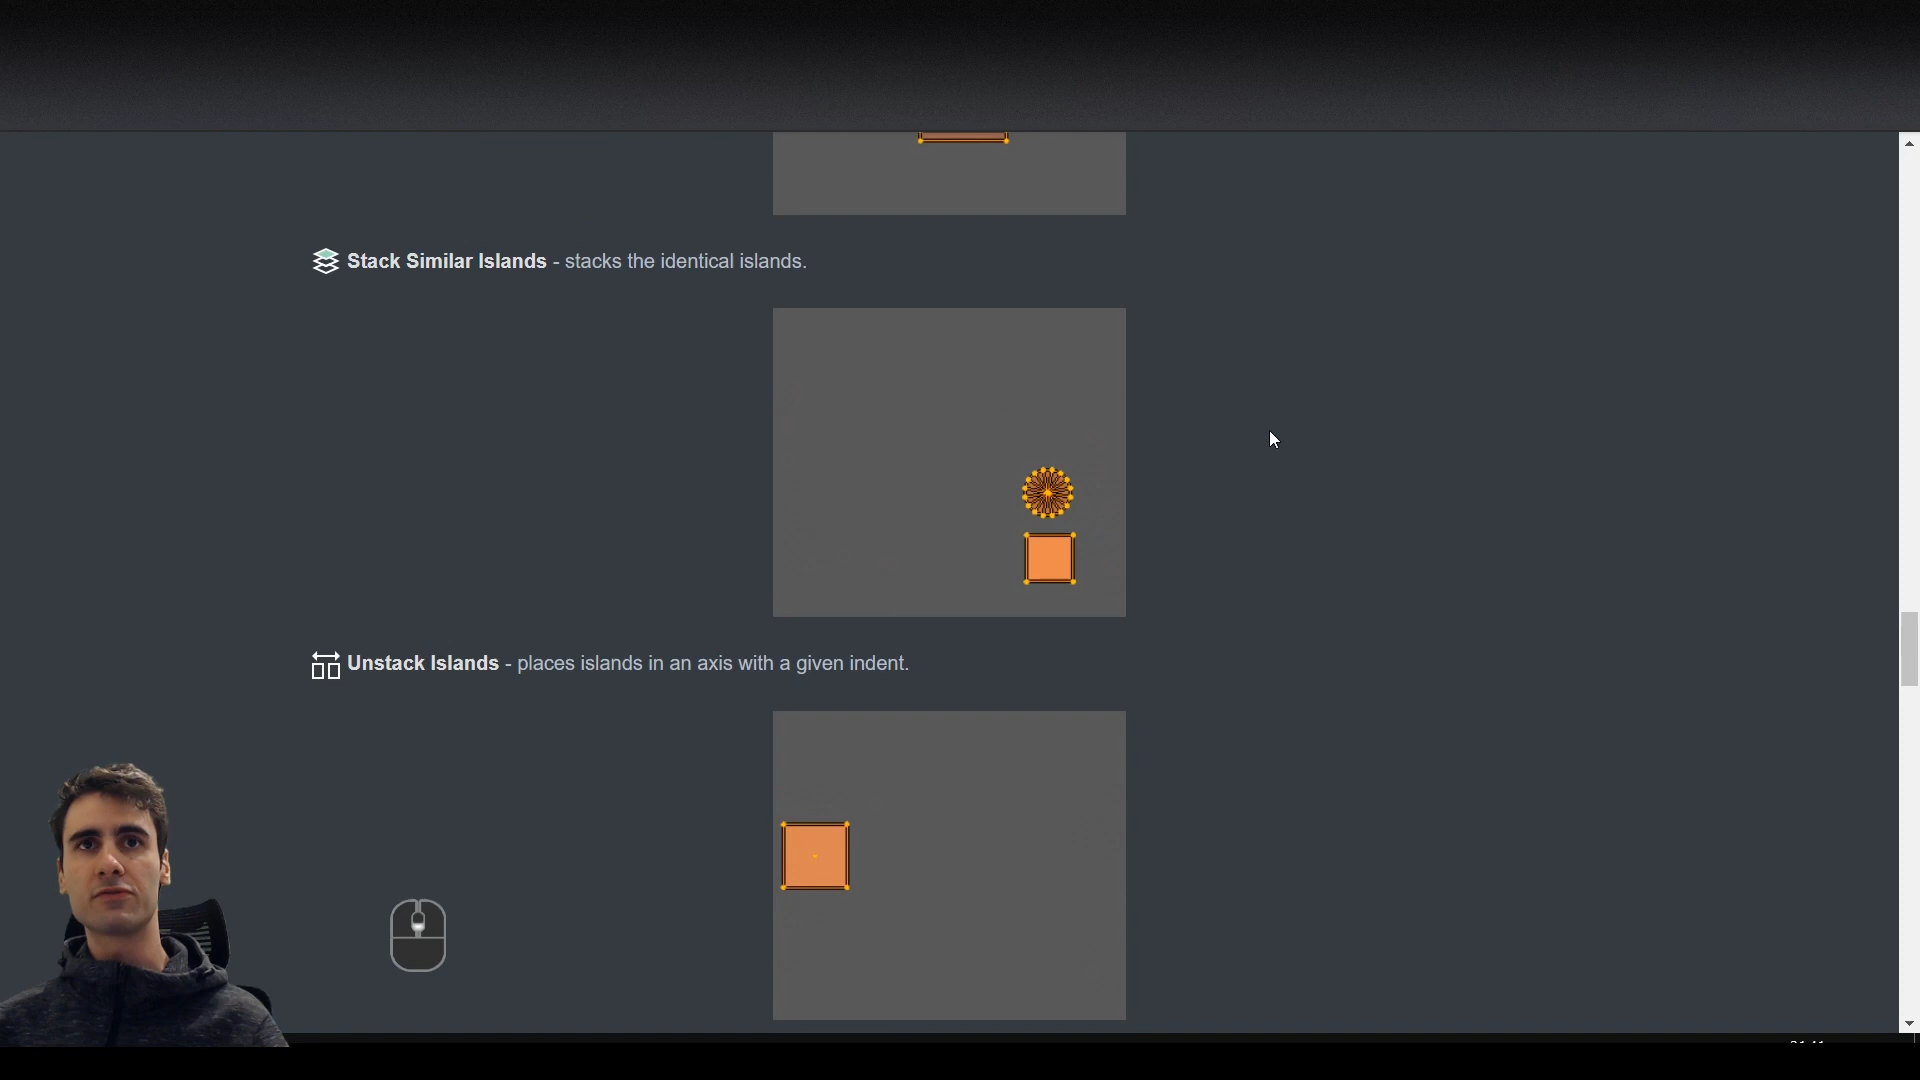 Stack Similar Islands - stacks the identical islands.
Unstack Islands - places islands in an axis with a given indent.